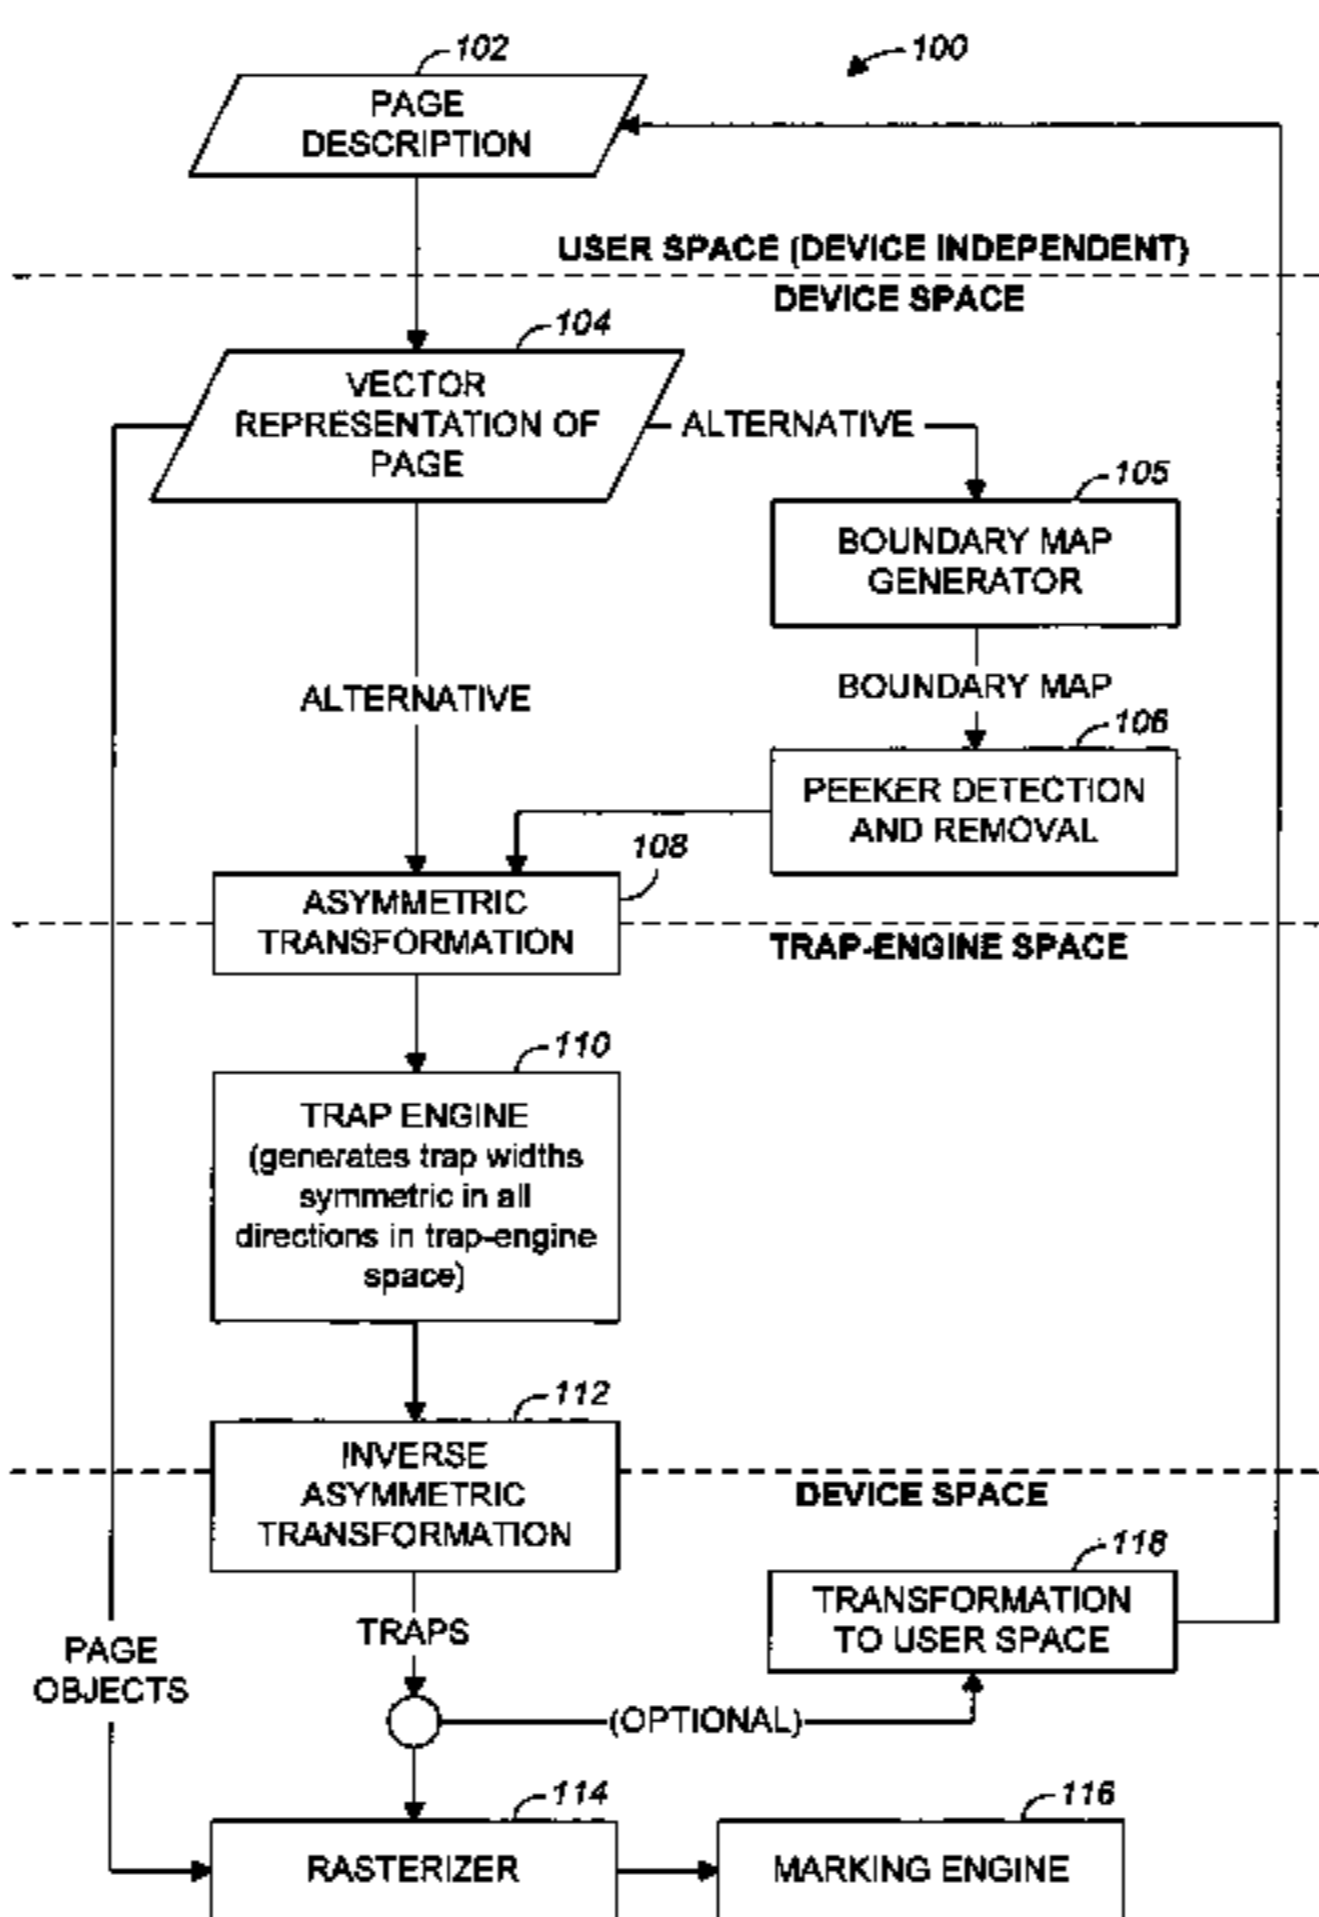 102
100
PAGE
DESCRIPTION
USER SPACE (DEVICE INDEPENDENT)
DEVICE SPACE
104
VECTOR
REPRESENTATION OF
PAGE
ALTERNATIVE
105
BOUNDARY MAP
GENERATOR
ALTERNATIVE
BOUNDARY MAP
106
PEEKER DETECTION
AND REMOVAL
108
ASYMMETRIC
TRANSFORMATION
TRAP-ENGINE SPACE
110
TRAP ENGINE
(generates trap widths
symmetric in all
directions in trap-engine
space)
112
INVERSE
ASYMMETRIC
TRANSFORMATION
DEVICE SPACE
118
TRANSFORMATION
TO USER SPACE
TRAPS
PAGE
OBJECTS
(OPTIONAL)
114
116
RASTERIZER
MARKING ENGINE